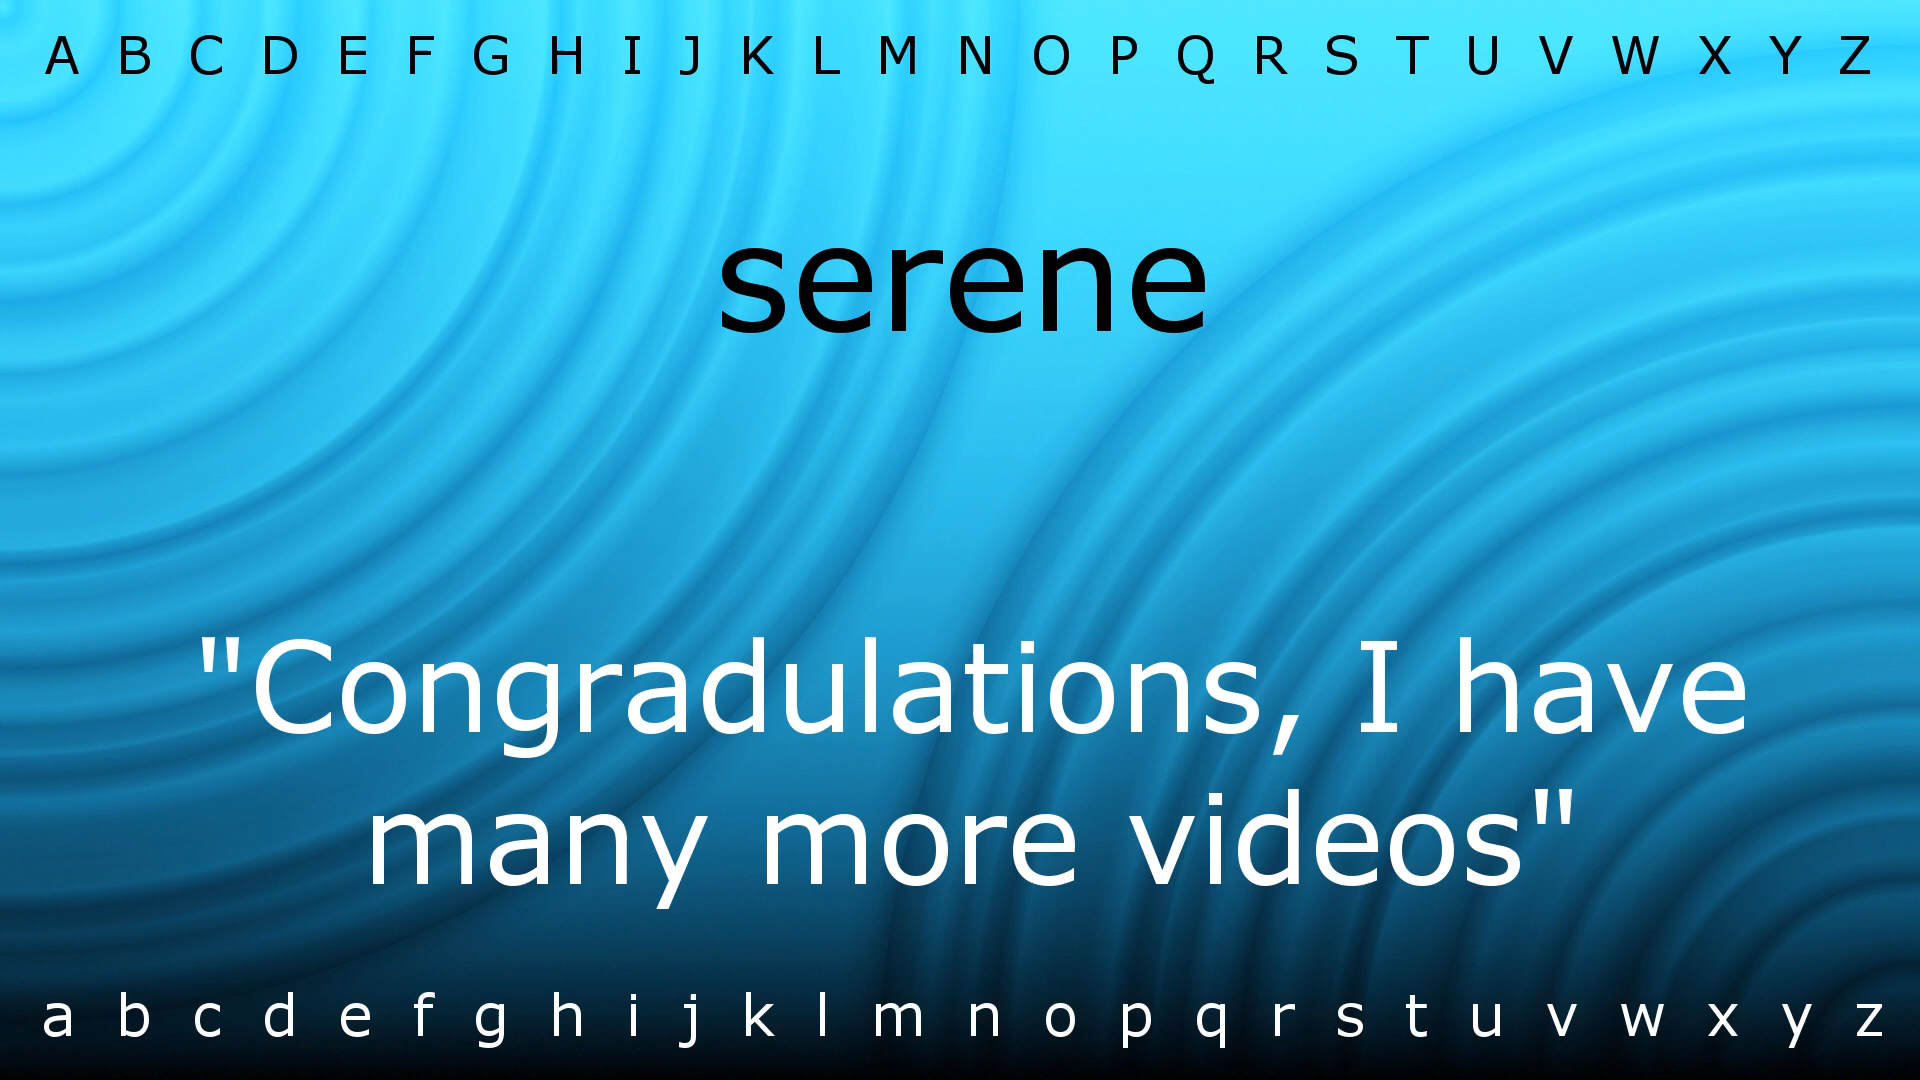 A B C D E F G H I J K L M N O P Q R S T U V W X Y Z
serene
"Congradulations, I have
many more videos"
a b c d e f g h i j k l m n o p q r s t u v w x y z